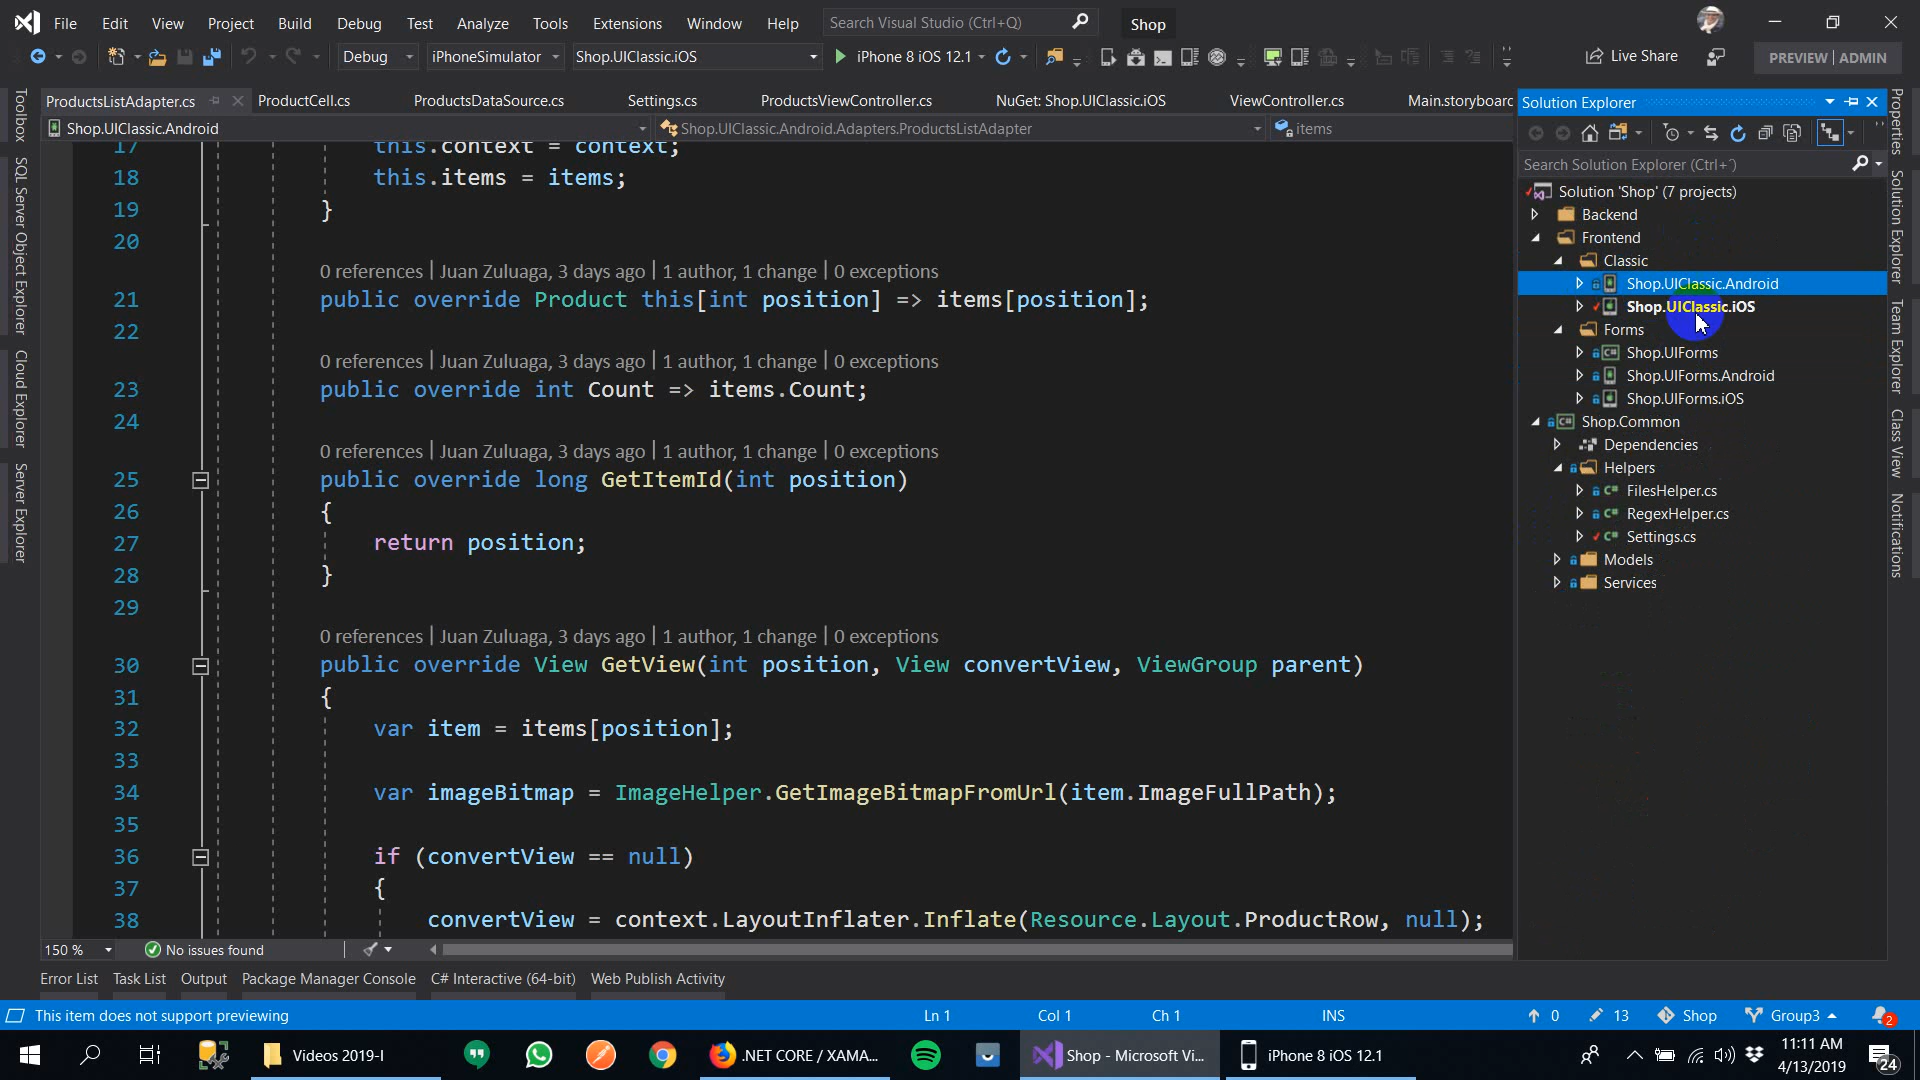 File Edit View Project Build Debug Test Analyze Tools Extensions Window Help Search Visual Studio (Ctrl+Q) Shop
Debug iPhoneSimulator Shop.UIClassic.iOS iPhone 8 iOS 12.1 Live Share PREVIEW | ADMIN
ProductsListAdapter.cs ProductCell.cs ProductsDataSource.cs Settings.cs ProductsViewController.cs NuGet: Shop.UIClassic.iOS ViewController.cs Main.storyboard
Shop.UIClassic.Android Shop.UIClassic.Android.Adapters.ProductsListAdapter items
Toolbox
SQL Server Object Explorer
Cloud Explorer
Server Explorer
17 this.context = context;
18 this.items = items;
19 }
20
0 references | Juan Zuluaga, 3 days ago | 1 author, 1 change | 0 exceptions
21 public override Product this[int position] => items[position];
22
0 references | Juan Zuluaga, 3 days ago | 1 author, 1 change | 0 exceptions
23 public override int Count => items.Count;
24
0 references | Juan Zuluaga, 3 days ago | 1 author, 1 change | 0 exceptions
25 public override long GetItemId(int position)
26 {
27 return position;
28 }
29
0 references | Juan Zuluaga, 3 days ago | 1 author, 1 change | 0 exceptions
30 public override View GetView(int position, View convertView, ViewGroup parent)
31 {
32 var item = items[position];
33
34 var imageBitmap = ImageHelper.GetImageBitmapFromUrl(item.ImageFullPath);
35
36 if (convertView == null)
37 {
38 convertView = context.LayoutInflater.Inflate(Resource.Layout.ProductRow, null);
150 % No issues found
Solution Explorer
Search Solution Explorer (Ctrl+´)
Solution 'Shop' (7 projects)
Backend
Frontend
Classic
Shop.UIClassic.Android
Shop.UIClassic.iOS
Forms
Shop.UIForms
Shop.UIForms.Android
Shop.UIForms.iOS
Shop.Common
Dependencies
Helpers
FilesHelper.cs
RegexHelper.cs
Settings.cs
Models
Services
Properties
Solution Explorer
Team Explorer
Class View
Notifications
Error List Task List Output Package Manager Console C# Interactive (64-bit) Web Publish Activity
This item does not support previewing Ln 1 Col 1 Ch 1 INS 0 13 Shop Group3 2
Videos 2019-I .NET CORE / XAMA... Shop - Microsoft Vi... iPhone 8 iOS 12.1 11:11 AM
4/13/2019 24